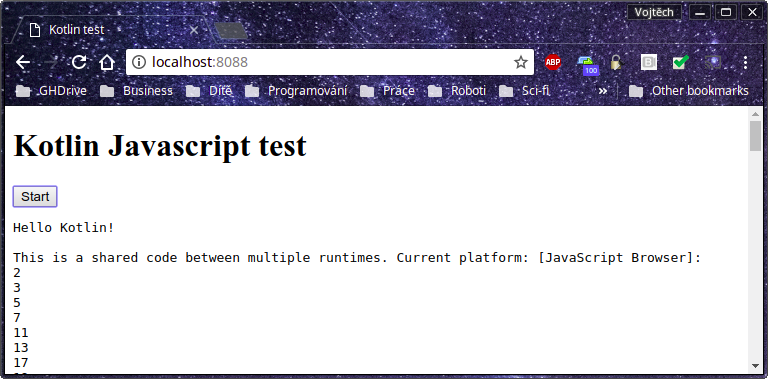 Vojtěch
Kotlin test
localhost:8088
ABP
100
.GHDrive Business Dítě Programování Práce Roboti Sci-fi » Other bookmarks
Kotlin Javascript test
Start
Hello Kotlin!
This is a shared code between multiple runtimes. Current platform: [JavaScript Browser]:
2
3
5
7
11
13
17